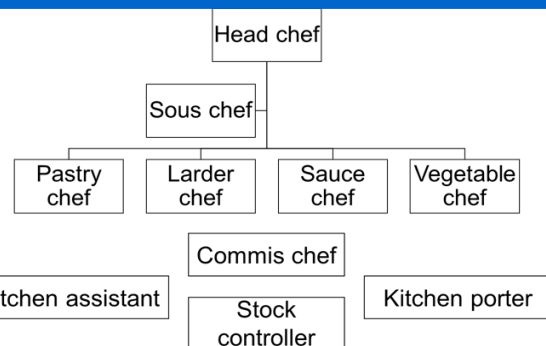 Head chef
Sous chef
Pastry
chef
Larder
chef
Sauce
chef
Vegetable
chef
Commis chef
tchen assistant
Kitchen porter
Stock
controller